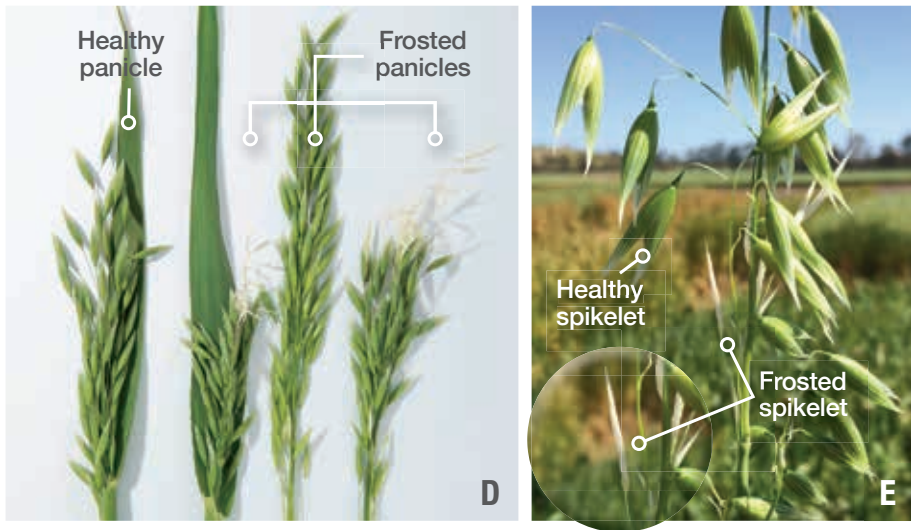 Healthy
panicle
Frosted
panicles
D
Healthy
spikelet
Frosted
spikelet
E